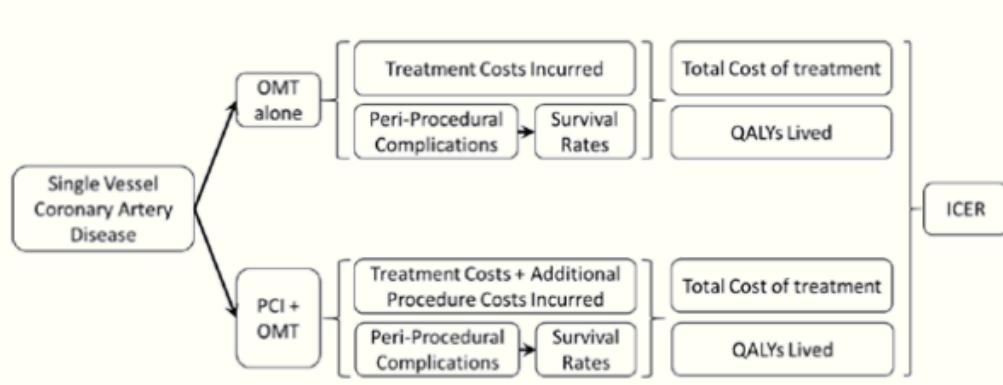 Single Vessel
Coronary Artery
Disease
OMT
alone
Treatment Costs Incurred
Peri-Procedural
Complications
Survival
Rates
Total Cost of treatment
QALYs Lived
PCI +
OMT
Treatment Costs + Additional
Procedure Costs Incurred
Peri-Procedural
Complications
Survival
Rates
Total Cost of treatment
QALYs Lived
ICER